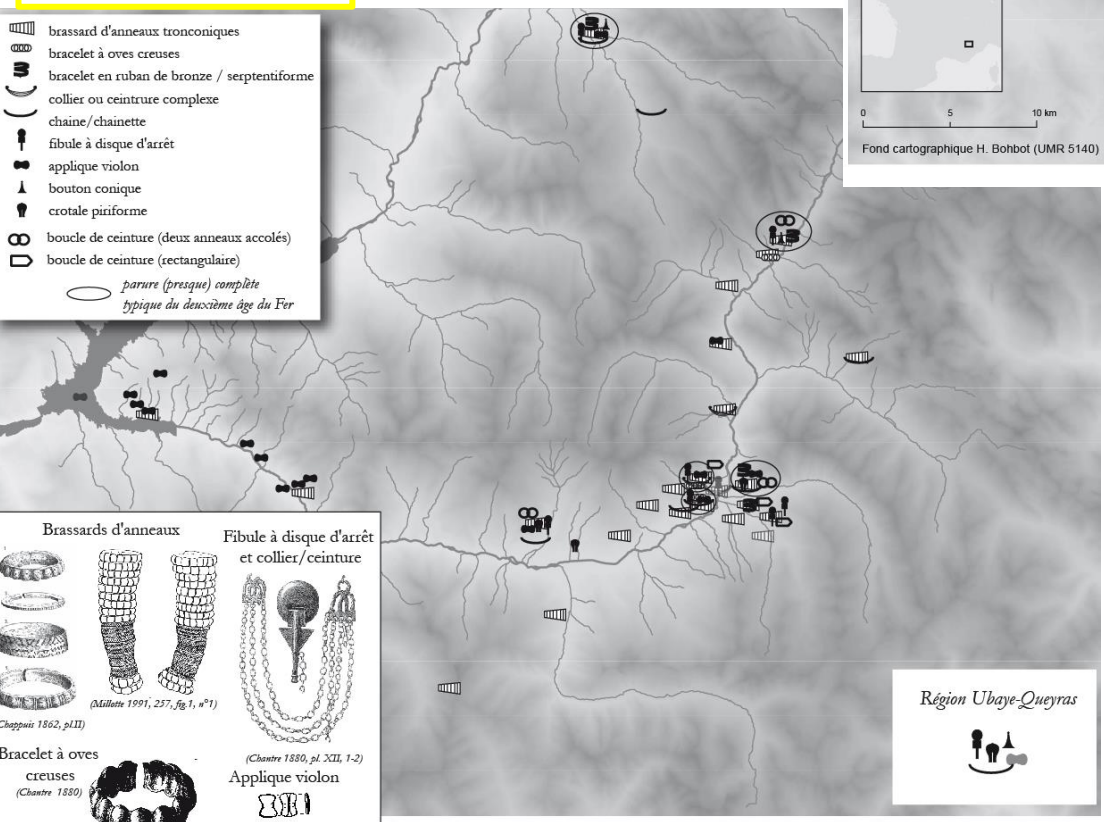 brassard d'anneaux tronconiques
bracelet à oves creuses
bracelet en ruban de bronze / serptentiforme
collier ou ceintrure complexe
chaine/chainette
fibule à disque d'arrêt
applique violon
bouton conique
crotale piriforme
boucle de ceinture (deux anneaux accolés)
boucle de ceinture (rectangulaire)
parure (presque) complète
typique du deuxième âge du Fer
0 5 10 km
Fond cartographique H. Bohbot (UMR 5140)
Brassards d'anneaux
(Millotte 1991, 257, fig.1, n°1)
Chappuis 1862, pl.II)
Fibule à disque d'arrêt
et collier/ceinture
(Chantre 1880, pl. XII, 1-2)
Bracelet à oves
creuses
(Chantre 1880)
Applique violon
Région Ubaye-Queyras